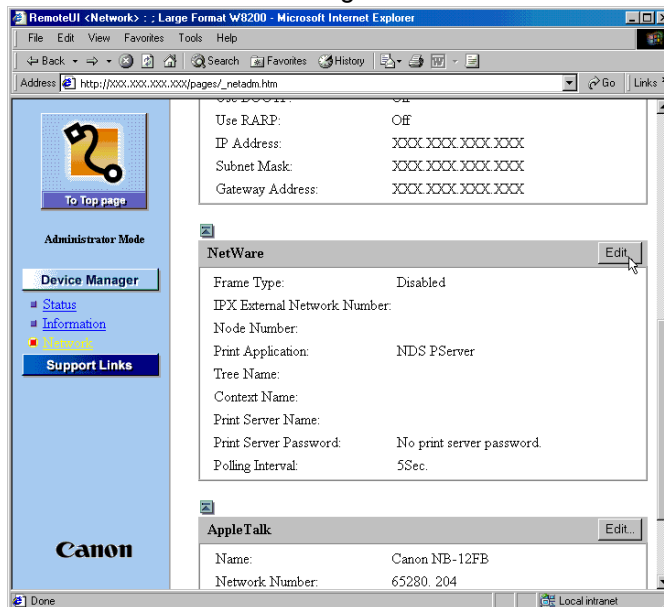 RemoteUI <Network> : ; Large Format W8200 - Microsoft Internet Explorer
File Edit View Favorites Tools Help
Back Search Favorites History
Address http://XXX.XXX.XXX.XXX/pages/_netadm.htm Go Links
Use RARP: Off
IP Address: XXX.XXX.XXX.XXX
Subnet Mask: XXX.XXX.XXX.XXX
Gateway Address: XXX.XXX.XXX.XXX
To Top page
Administrator Mode
Device Manager
Status
Information
Network
Support Links
NetWare Edit...
Frame Type: Disabled
IPX External Network Number:
Node Number:
Print Application: NDS PServer
Tree Name:
Context Name:
Print Server Name:
Print Server Password: No print server password.
Polling Interval: 5Sec.
AppleTalk Edit...
Name: Canon NB-12FB
Network Number: 65280. 204
Canon
Done Local intranet